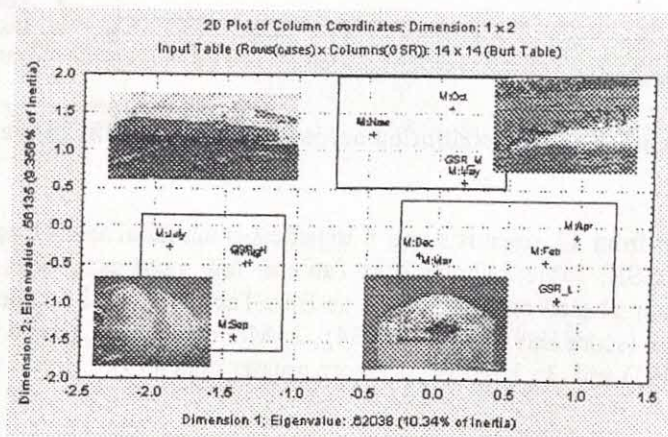 2D Plot of Column Coordinates; Dimension: 1 x 2
Input Table (Rows(cases) x Columns(GSR)): 14 x 14 (Burt Table)
Dimension 2; Eigenvalue: .56135 (9.356% of Inertia)
2.0
1.5
1.0
0.5
0.0
-0.5
-1.0
-1.5
-2.0
M:Oct
M:Nov
GSR_M
M:May
M:July
M:Sep
M:Dec
M:Mar
M:Apr
M:Feb
GSR_L
-2.5
-2.0
-1.5
-1.0
-0.5
0.0
0.5
1.0
1.5
Dimension 1; Eigenvalue: .62038 (10.34% of Inertia)